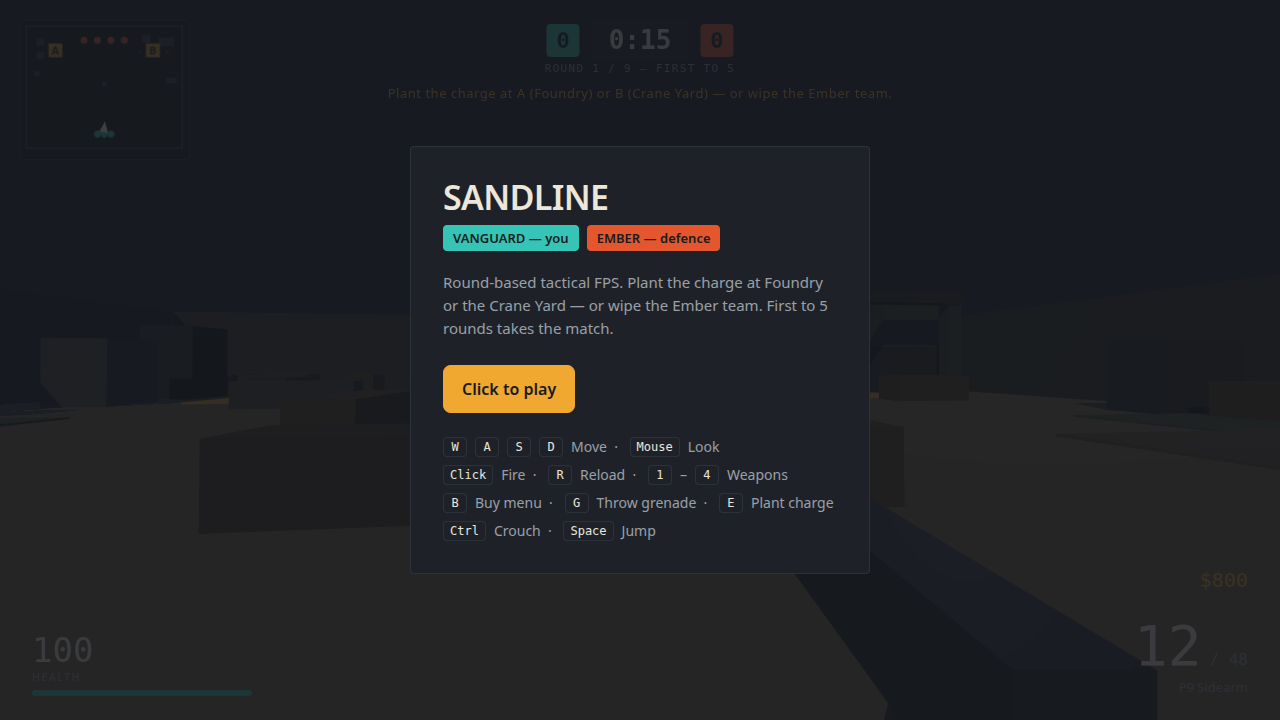 A
B
0 0:15 0
ROUND 1 / 9 — FIRST TO 5
Plant the charge at A (Foundry) or B (Crane Yard) — or wipe the Ember team.
SANDLINE
VANGUARD — you EMBER — defence
Round-based tactical FPS. Plant the charge at Foundry
or the Crane Yard — or wipe the Ember team. First to 5
rounds takes the match.
Click to play
W A S D Move · Mouse Look
Click Fire · R Reload · 1 – 4 Weapons
B Buy menu · G Throw grenade · E Plant charge
Ctrl Crouch · Space Jump
$800
100
HEALTH
12 / 48
P9 Sidearm